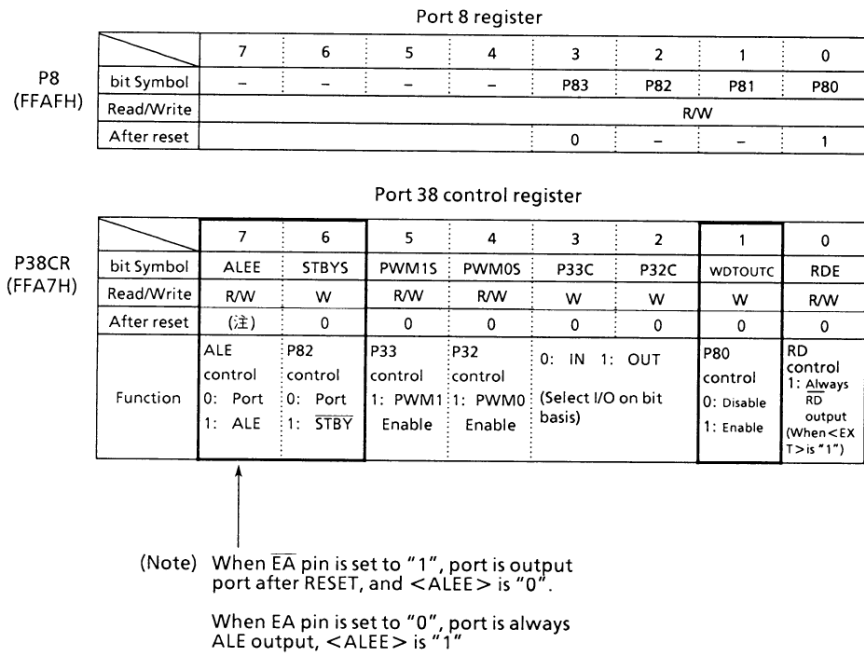 Port 8 register
7 6 5 4 3 2 1 0
P8
(FFAFH)
bit Symbol – – – – P83 P82 P81 P80
Read/Write R/W
After reset 0 – – 1
Port 38 control register
7 6 5 4 3 2 1 0
P38CR
(FFA7H)
bit Symbol ALEE STBYS PWM1S PWM0S P33C P32C WDTOUTC RDE
Read/Write R/W W R/W R/W W W W R/W
After reset (注) 0 0 0 0 0 0 0
Function
ALE
control
0: Port
1: ALE
P82
control
0: Port
1: STBY
P33
control
1: PWM1
Enable
P32
control
1: PWM0
Enable
0: IN 1: OUT
(Select I/O on bit
basis)
P80
control
0: Disable
1: Enable
RD
control
1: Always
RD
output
(When<EX
T>is "1")
(Note) When EA pin is set to "1", port is output
port after RESET, and <ALEE> is "0".
When EA pin is set to "0", port is always
ALE output, <ALEE> is "1"